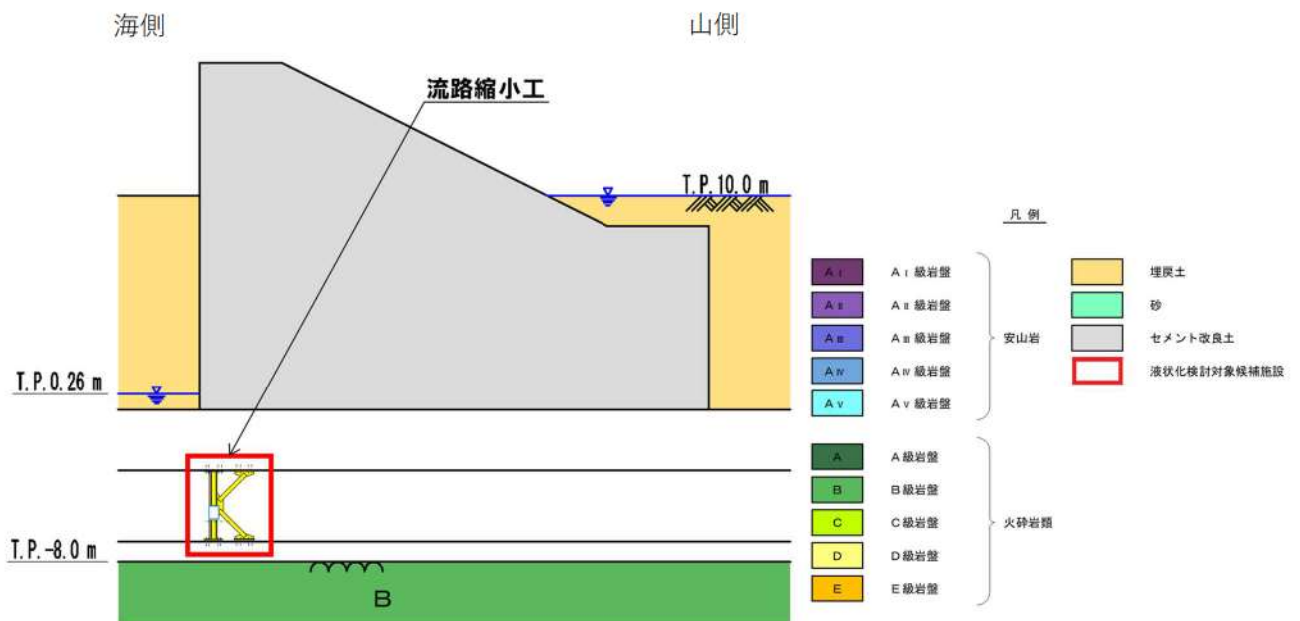 海側
山側
流路縮小工
T.P.10.0 m
T.P.0.26 m
T.P.-8.0 m
B
凡 例
AⅠ AⅠ級岩盤
AⅡ AⅡ級岩盤
AⅢ AⅢ級岩盤
AⅣ AⅣ級岩盤
AⅤ AⅤ級岩盤
安山岩
A A級岩盤
B B級岩盤
C C級岩盤
D D級岩盤
E E級岩盤
火砕岩類
埋戻土
砂
セメント改良土
液状化検討対象候補施設